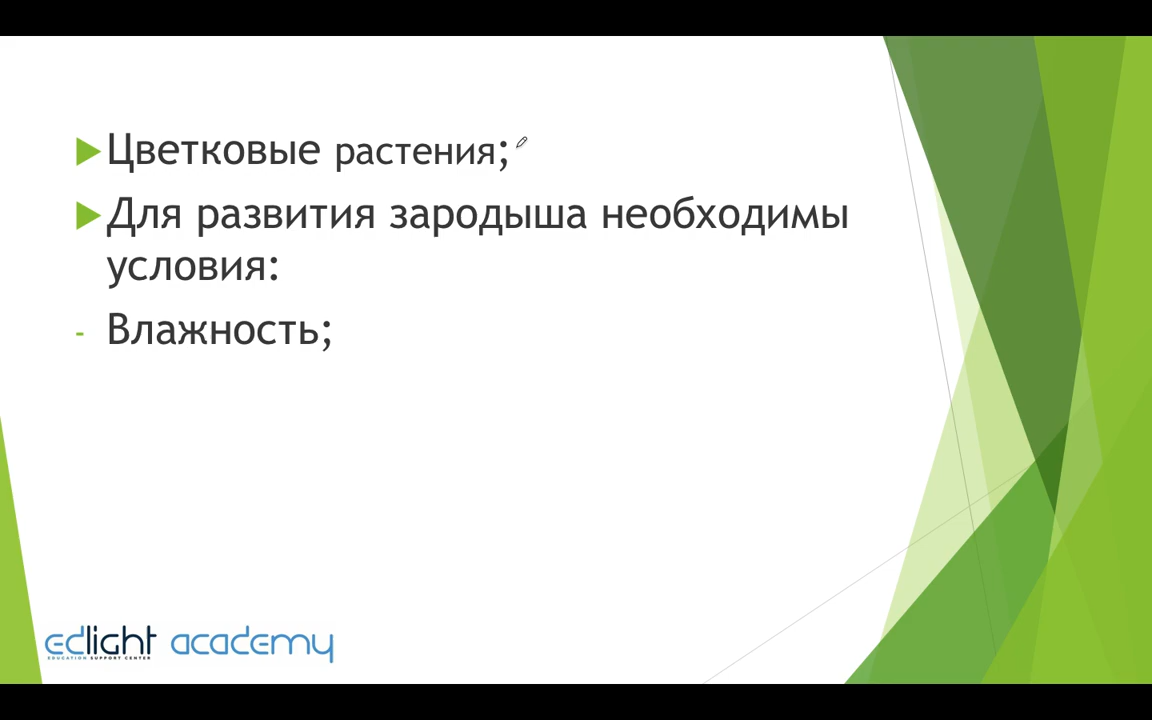 Цветковые растения;
Для развития зародыша необходимы
условия:
- Влажность;
edlight academy
EDUCATION SUPPORT CENTER